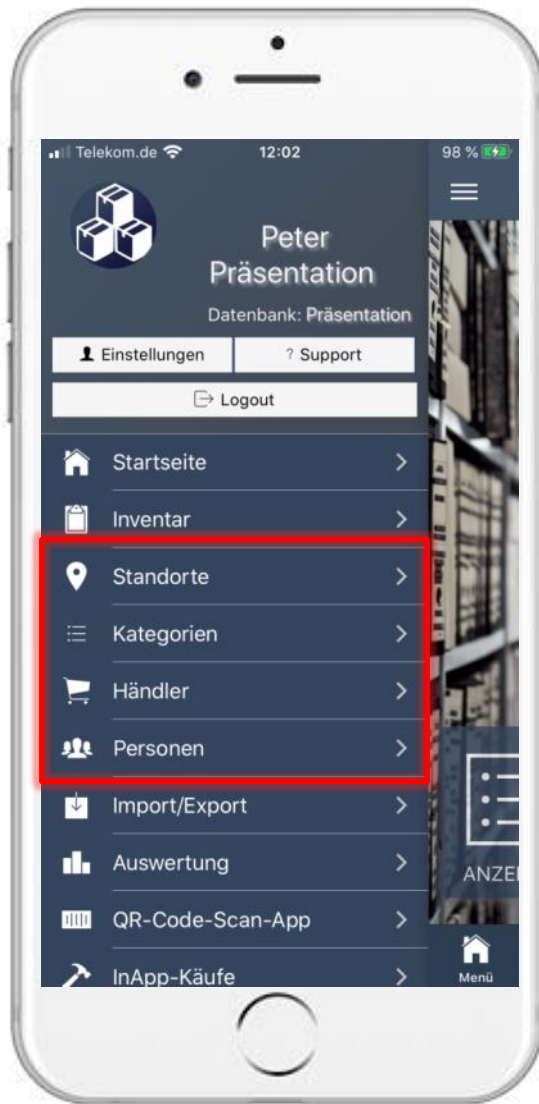 Telekom.de
12:02
98 %
Peter
Präsentation
Datenbank: Präsentation
Einstellungen
? Support
Logout
Startseite
Inventar
Standorte
Kategorien
Händler
Personen
Import/Export
Auswertung
QR-Code-Scan-App
InApp-Käufe
ANZEI
Menü